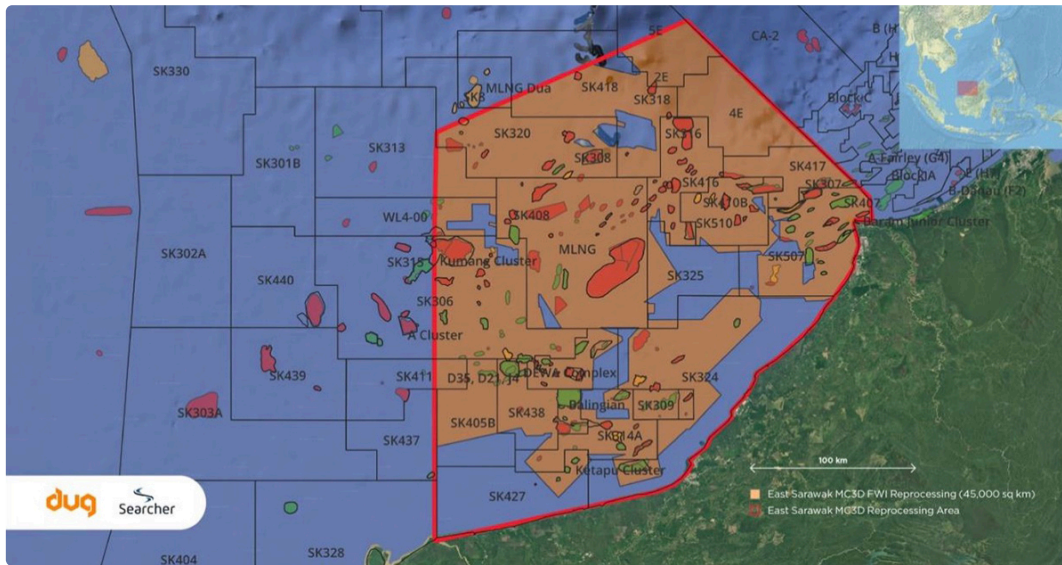 5E
CA-2
SK330
MLNG Dua
SK8
SK418
2E
SK318
4E
Block C
SK320
SK316
SK301B
SK313
SK308
SK417
A-Fairley (G4)
Block A
SK416
SK307
WL4-00
SK408
SK410B
SK407
SK510
SK302A
SK315
Kumang Cluster
MLNG
SK325
SK507
SK440
SK306
A Cluster
SK439
SK411
D35, D21, J4
DEWA Complex
SK324
SK303A
SK405B
SK438
Balingian
SK309
SK437
SK314A
100 km
Ketapu Cluster
SK427
East Sarawak MC3D FWI Reprocessing (45,000 sq km)
East Sarawak MC3D Reprocessing Area
dug
Searcher
SK404
SK328